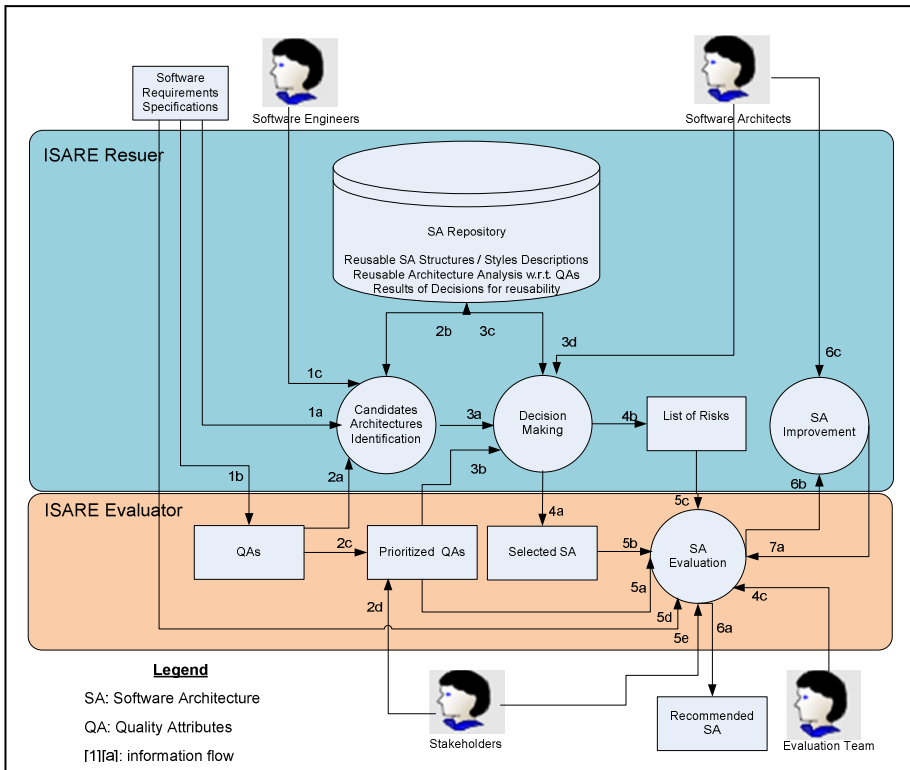 Software
Requirements
Specifications
Software Engineers
Software Architects
ISARE Resuer
SA Repository
Reusable SA Structures / Styles Descriptions
Reusable Architecture Analysis w.r.t. QAs
Results of Decisions for reusability
2b
3c
3d
6c
1c
1a
Candidates
Architectures
Identification
3a
Decision
Making
4b
List of Risks
SA
Improvement
1b
2a
3b
6b
ISARE Evaluator
4a
5c
QAs
2c
Prioritized QAs
Selected SA
5b
SA
Evaluation
7a
2d
5a
5d
4c
5e
6a
Legend
SA: Software Architecture
QA: Quality Attributes
[1][a]: information flow
Stakeholders
Recommended
SA
Evaluation Team